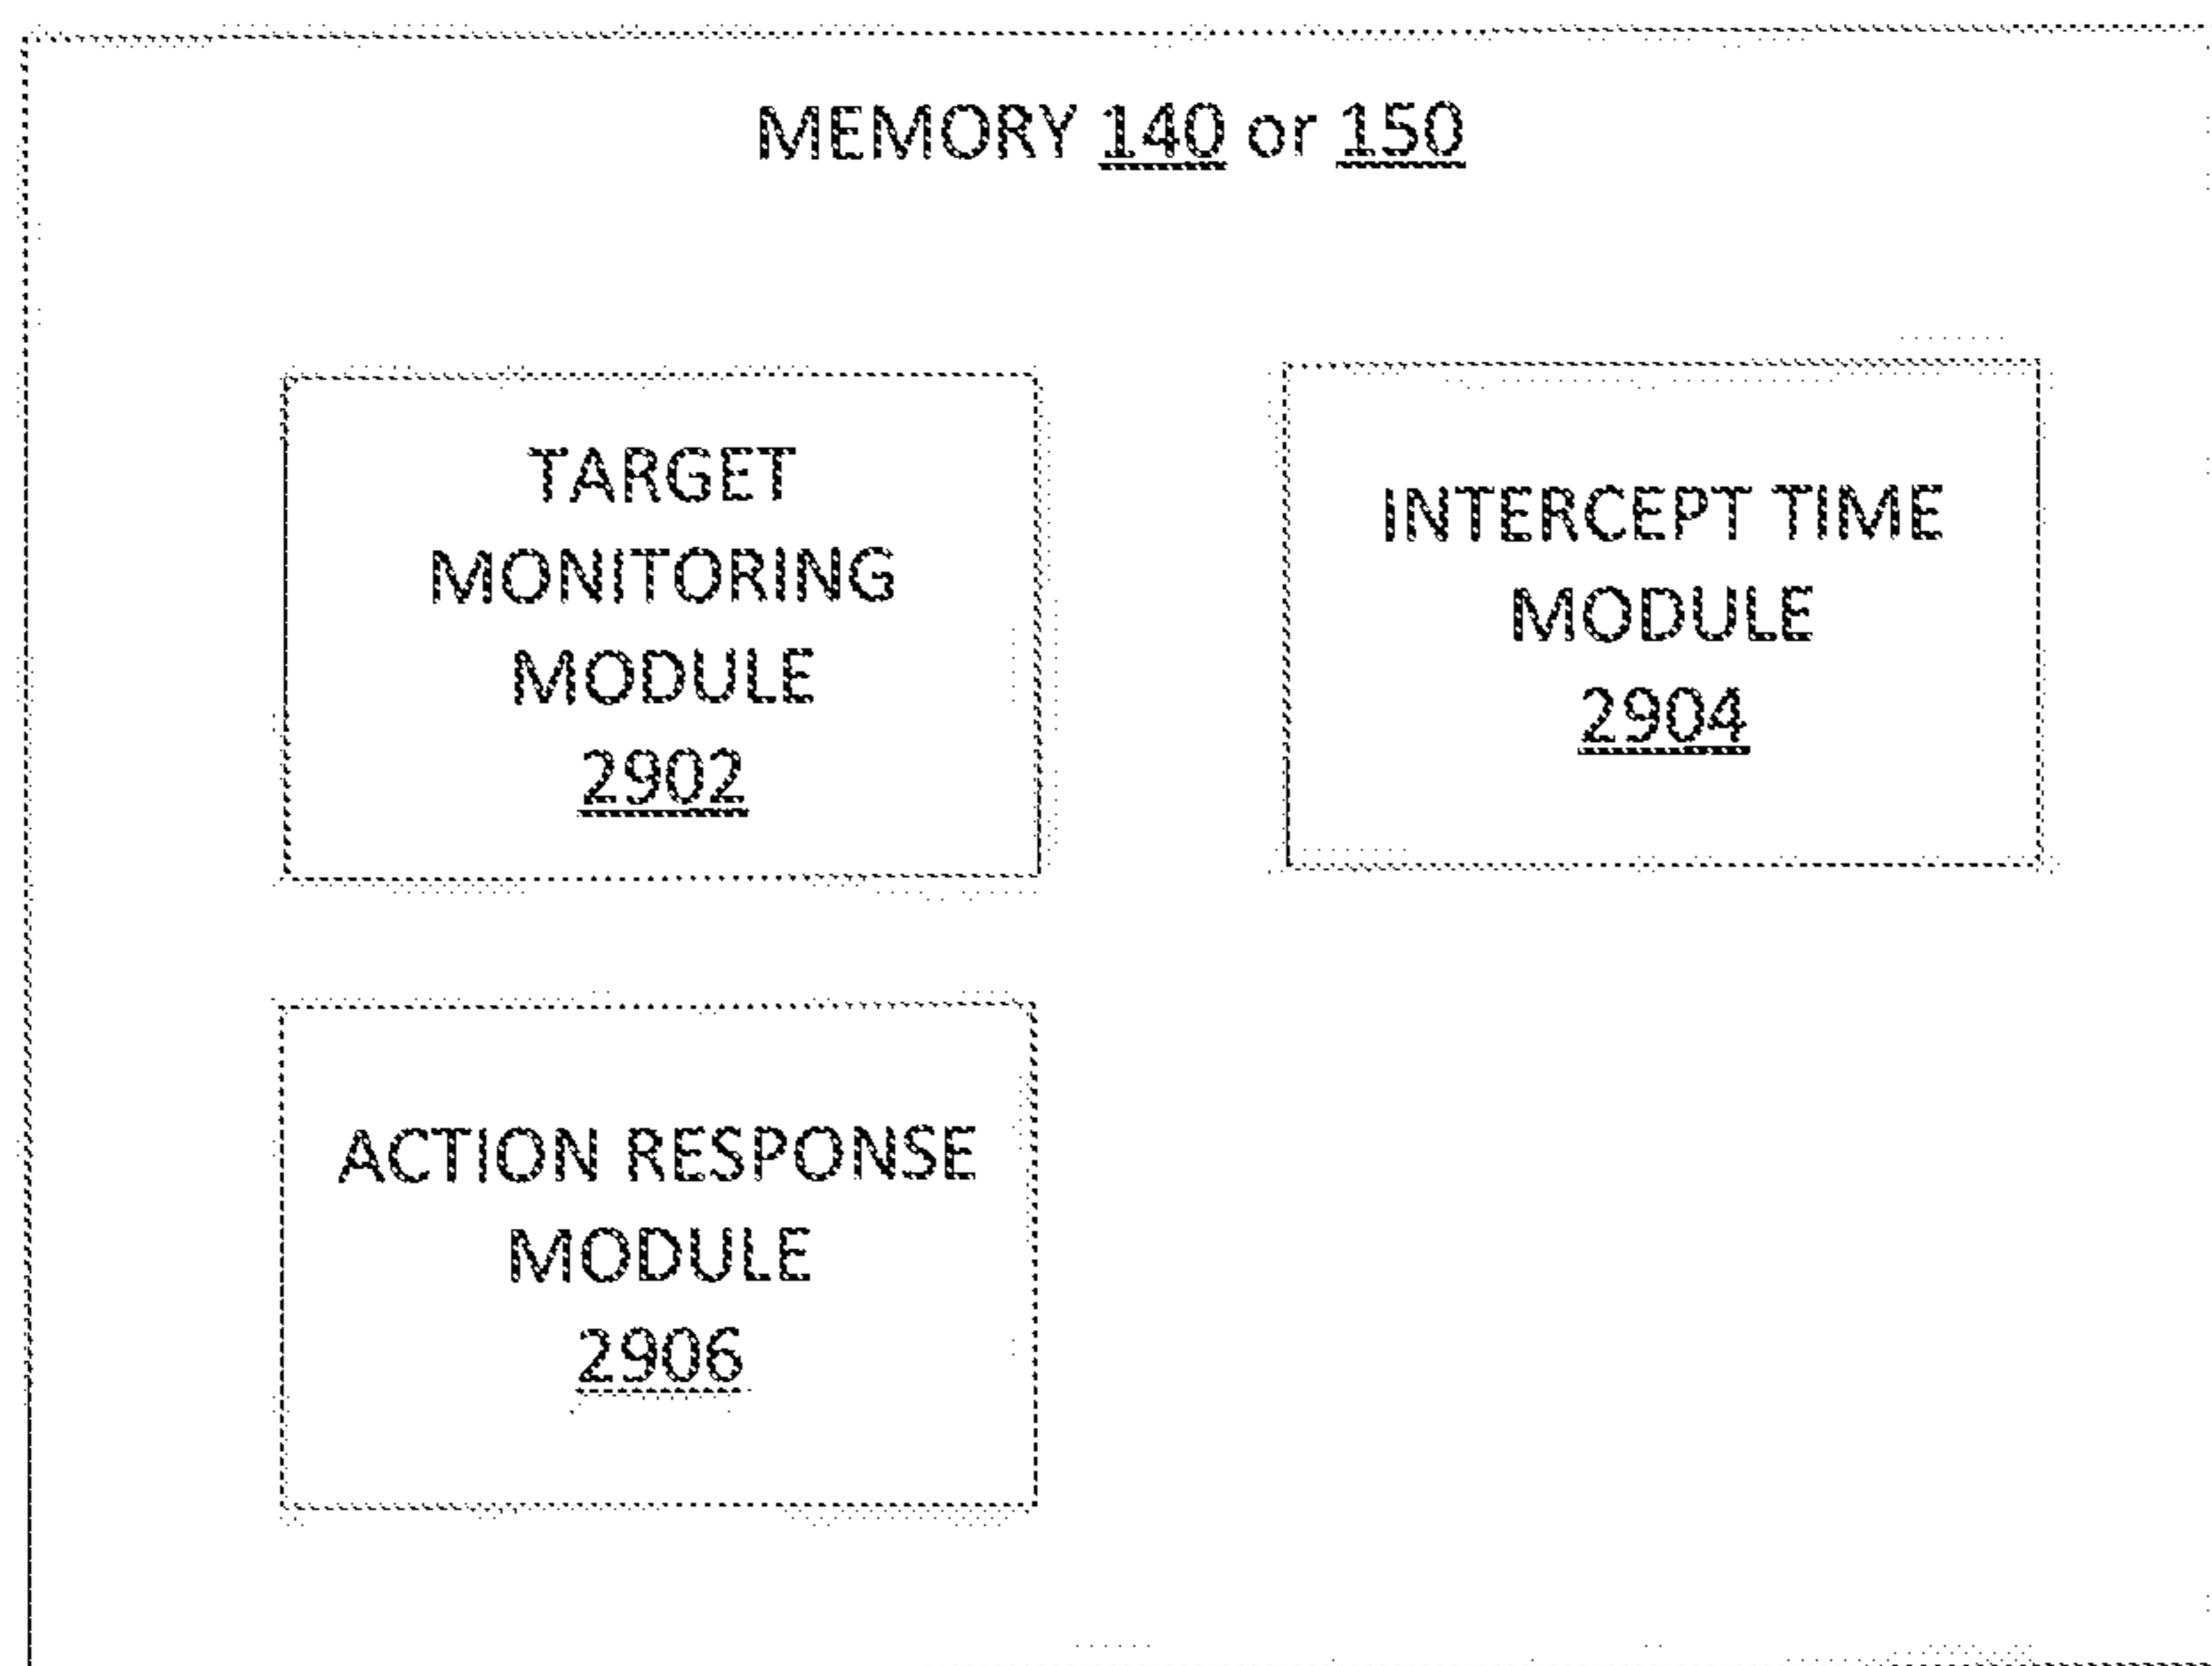 MEMORY 140 or 150
TARGET
MONITORING
MODULE
2902
INTERCEPT TIME
MODULE
2904
ACTION RESPONSE
MODULE
2906